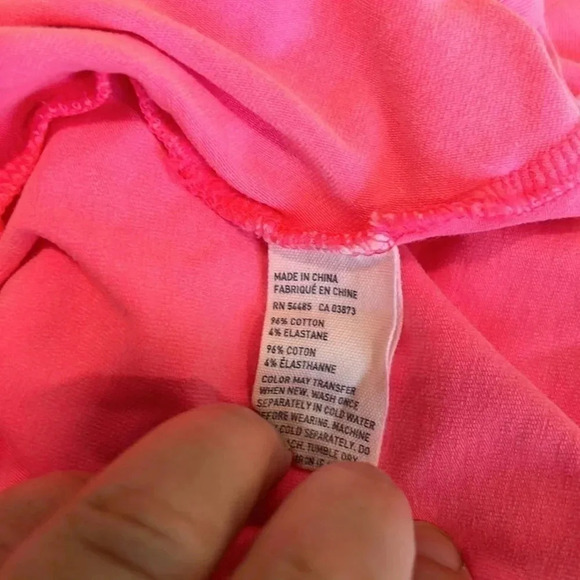 MADE IN CHINA
FABRIQUÉ EN CHINE
RN 54485 CA 03873
96% COTTON
4% ELASTANE
96% COTON
4% ÉLASTHANNE
COLOR MAY TRANSFER
WHEN NEW. WASH ONCE
SEPARATELY IN COLD WATER
BEFORE WEARING. MACHINE
COLD SEPARATELY. DO
TUMBLE DRY